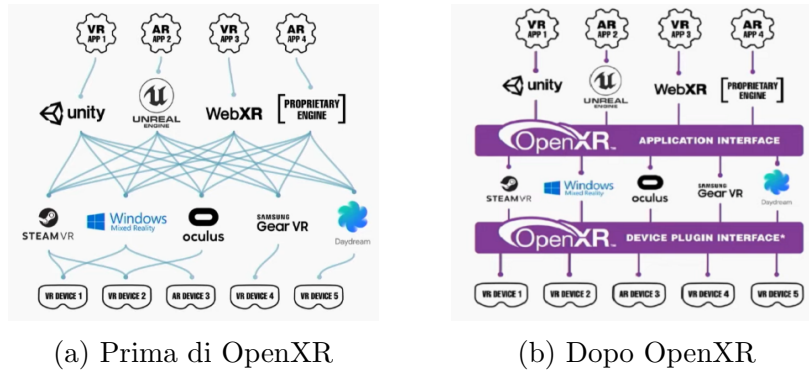 VR APP 1
AR APP 2
VR APP 3
AR APP 4
unity
UNREAL ENGINE
WebXR
PROPRIETARY ENGINE
STEAMVR
Windows Mixed Reality
oculus
SAMSUNG Gear VR
Daydream
VR DEVICE 1
VR DEVICE 2
AR DEVICE 3
VR DEVICE 4
VR DEVICE 5
(a) Prima di OpenXR
VR APP 1
AR APP 2
VR APP 3
AR APP 4
unity
UNREAL ENGINE
WebXR
PROPRIETARY ENGINE
OpenXR™ APPLICATION INTERFACE
STEAMVR
Windows Mixed Reality
oculus
SAMSUNG Gear VR
Daydream
OpenXR™ DEVICE PLUGIN INTERFACE*
VR DEVICE 1
VR DEVICE 2
AR DEVICE 3
VR DEVICE 4
VR DEVICE 5
(b) Dopo OpenXR